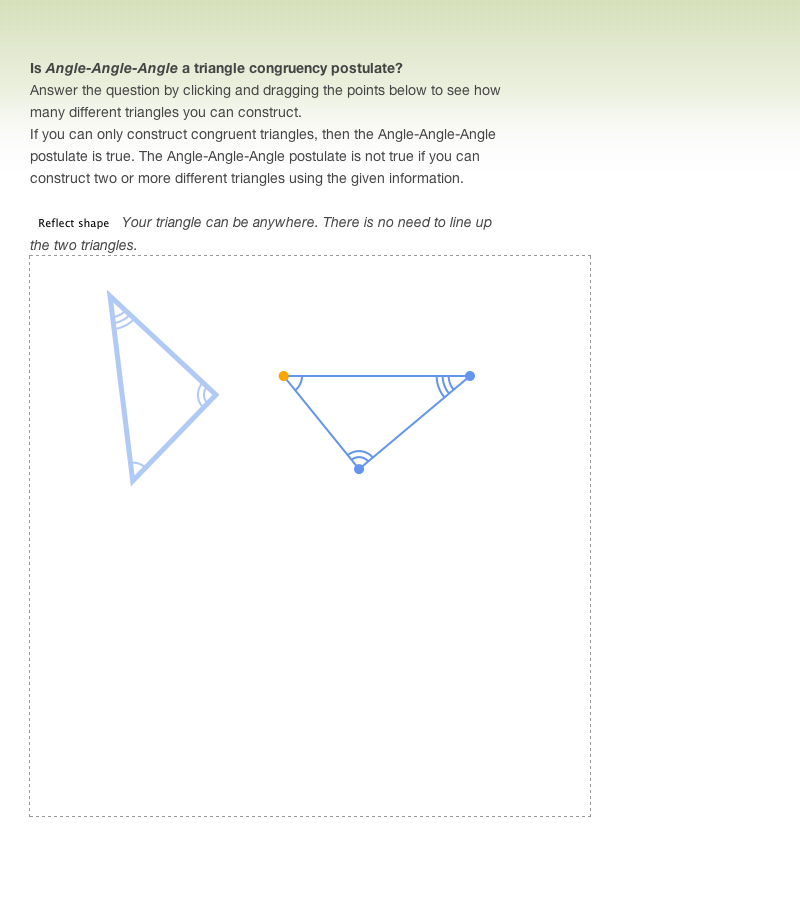 Is Angle-Angle-Angle a triangle congruency postulate?
Answer the question by clicking and dragging the points below to see how
many different triangles you can construct.
If you can only construct congruent triangles, then the Angle-Angle-Angle
postulate is true. The Angle-Angle-Angle postulate is not true if you can
construct two or more different triangles using the given information.
Reflect shape Your triangle can be anywhere. There is no need to line up
the two triangles.